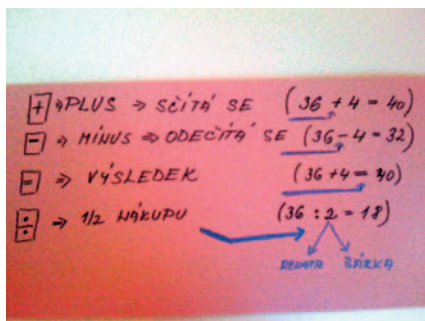 + ⇒ PLUS ⇒ SČÍTÁ SE (36 + 4 = 40)
- ⇒ MÍNUS ⇒ ODEČÍTÁ SE (36 - 4 = 32)
= ⇒ VÝSLEDEK (36 + 4 = 40)
÷ ⇒ 1/2 NÁKUPU (36 : 2 = 18)
RENATA ŠÁRKA